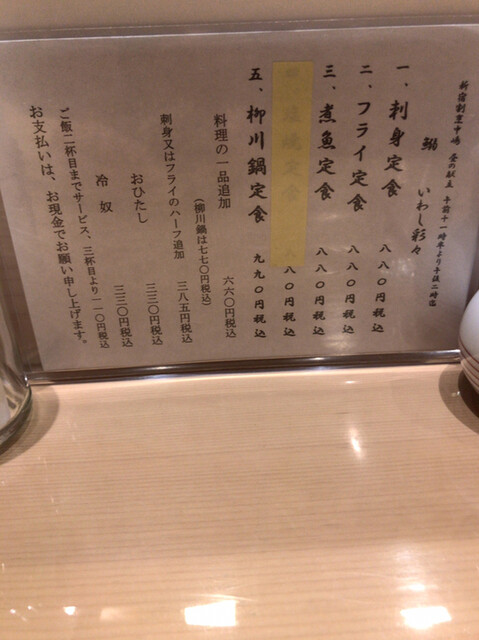 新宿割烹中嶋 昼の献立 午前十一時半より午後二時迄
鰯 いわし彩々
一、刺身定食 八八〇円税込
二、フライ定食 八八〇円税込
三、煮魚定食 八八〇円税込
四、塩焼定食 八八〇円税込
五、柳川鍋定食 九九〇円税込
料理の一品追加 六六〇円税込
(柳川鍋は七七〇円税込)
刺身又はフライのハーフ追加 三八五円税込
おひたし 三三〇円税込
冷奴 三三〇円税込
ご飯二杯目までサービス、三杯目より一一〇円税込
お支払いは、お現金でお願い申し上げます。